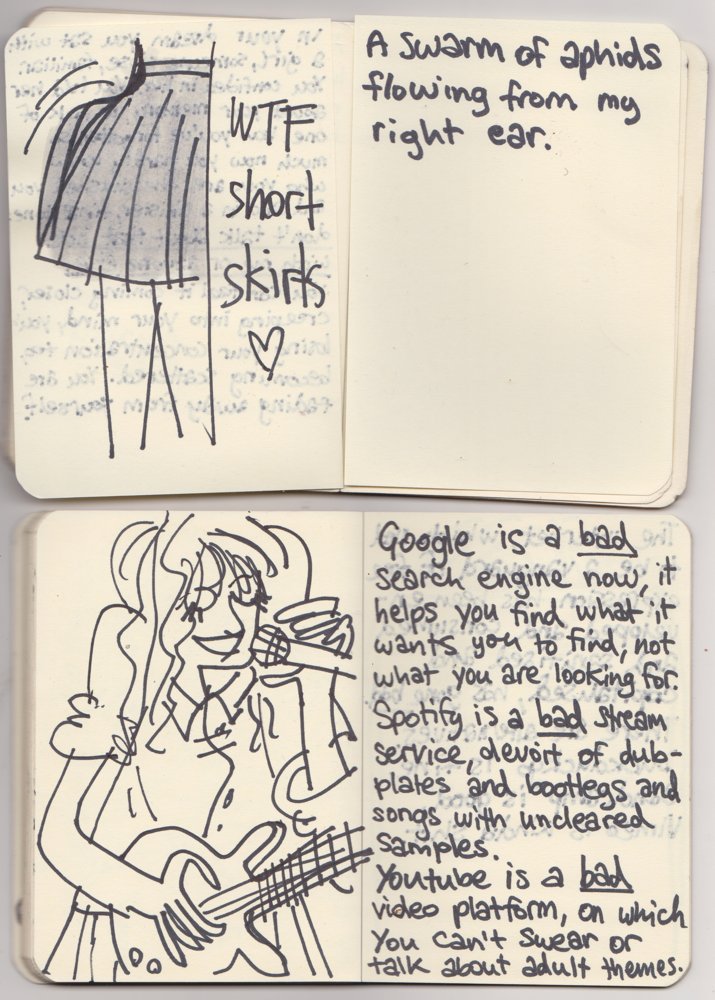 WTF
short
skirts
A swarm of aphids
flowing from my
right ear.
Google is a bad
search engine now, it
helps you find what it
wants you to find, not
what you are looking for.
Spotify is a bad stream
service, devoirt of dub-
plates and bootlegs and
songs with uncleared
samples.
Youtube is a bad
video platform, on which
you can't swear or
talk about adult themes.